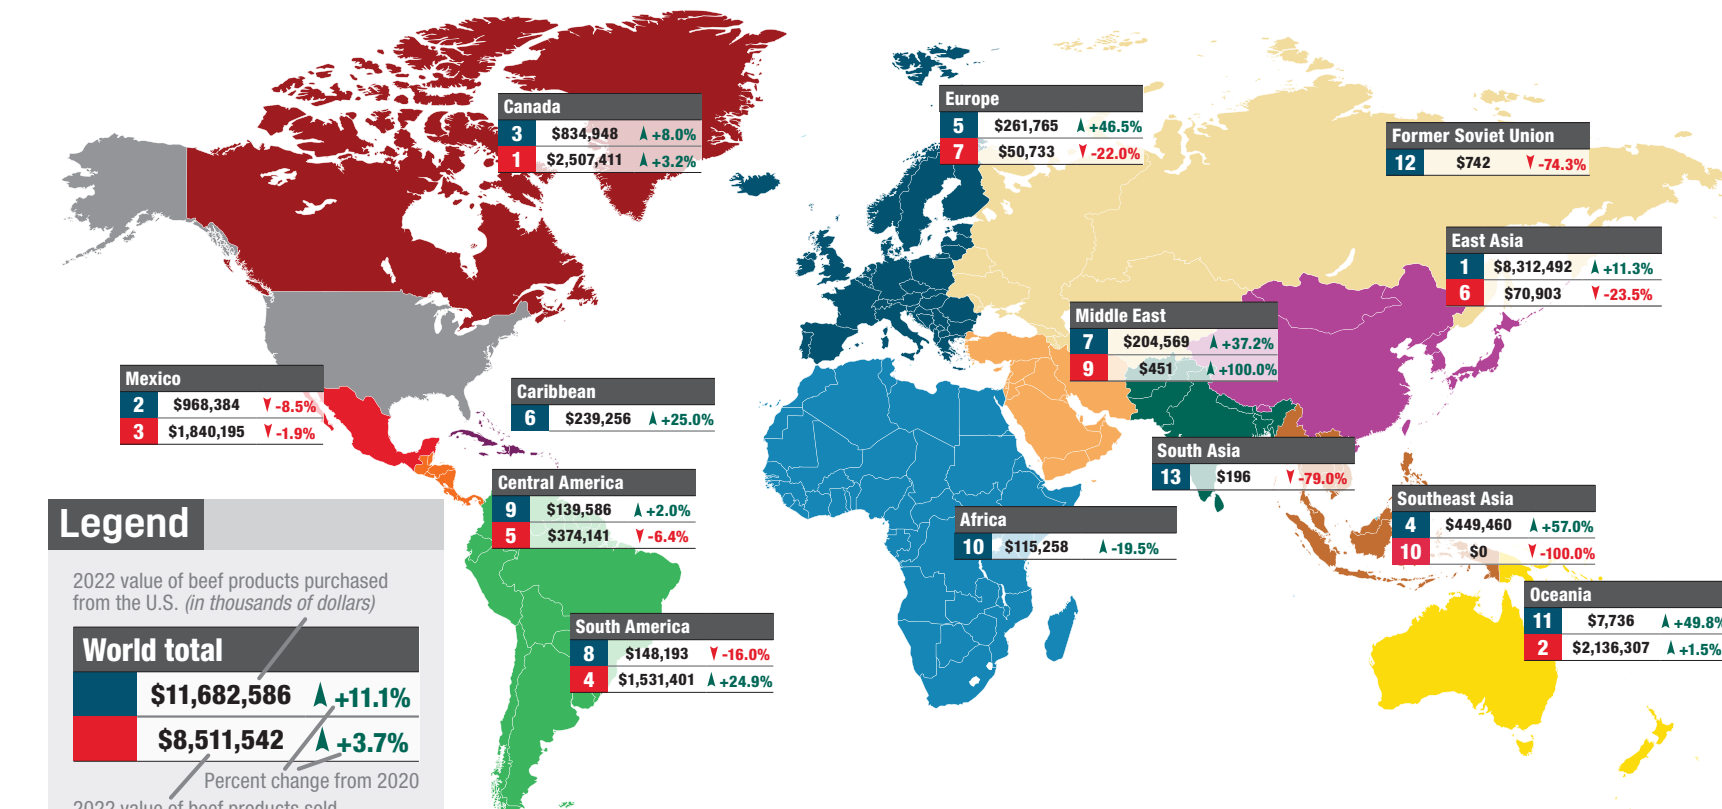 Canada
3 $834,948 +8.0%
1 $2,507,411 +3.2%
Europe
5 $261,765 +46.5%
7 $50,733 -22.0%
Former Soviet Union
12 $742 -74.3%
East Asia
1 $8,312,492 +11.3%
6 $70,903 -23.5%
Middle East
7 $204,569 +37.2%
9 $451 +100.0%
Mexico
2 $968,384 -8.5%
3 $1,840,195 -1.9%
Caribbean
6 $239,256 +25.0%
South Asia
13 $196 -79.0%
Central America
9 $139,586 +2.0%
5 $374,141 -6.4%
Southeast Asia
4 $449,460 +57.0%
10 $0 -100.0%
Africa
10 $115,258 -19.5%
Oceania
11 $7,736 +49.8%
2 $2,136,307 +1.5%
South America
8 $148,193 -16.0%
4 $1,531,401 +24.9%
Legend
2022 value of beef products purchased
from the U.S. (in thousands of dollars)
World total
$11,682,586 +11.1%
$8,511,542 +3.7%
Percent change from 2020
2022 value of beef products sold